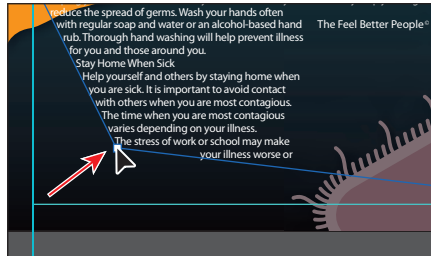 reduce the spread of germs. Wash your hands often
with regular soap and water or an alcohol-based hand
rub. Thorough hand washing will help prevent illness
for you and those around you.
Stay Home When Sick
Help yourself and others by staying home when
you are sick. It is important to avoid contact
with others when you are most contagious.
The time when you are most contagious
varies depending on your illness.
The stress of work or school may make
your illness worse or
The Feel Better People®